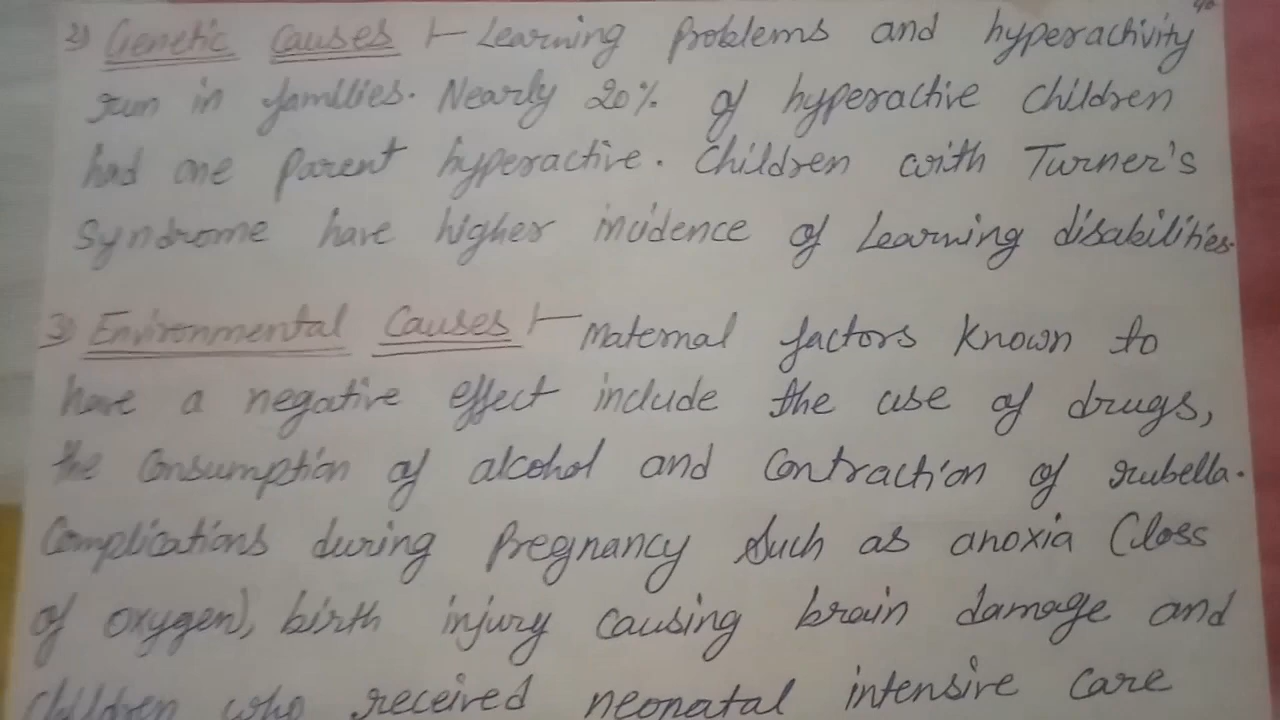 2) Genetic Causes :- Learning Problems and hyperactivity
run in families. Nearly 20% of hyperactive Children
had one Parent hyperactive. Children with Turner's
Syndrome have higher incidence of Learning disabilities.
3) Environmental Causes :- Maternal factors known to
have a negative effect include the use of drugs,
the Consumption of alcohol and Contraction of rubella.
Complications during Pregnancy Such as anoxia (loss
of oxygen), birth injury causing brain damage and
Children who received neonatal intensive care